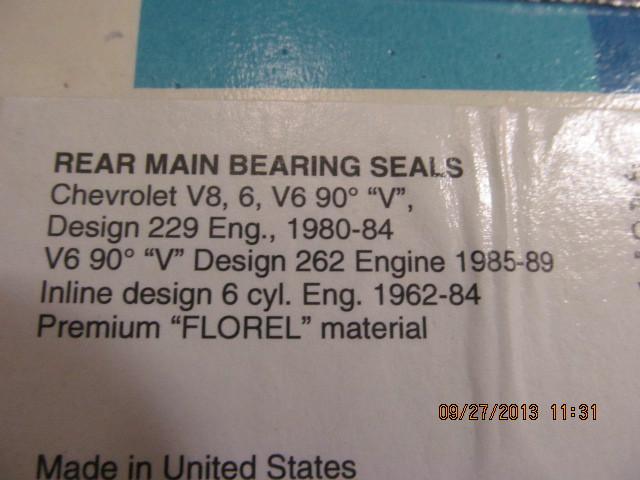 REAR MAIN BEARING SEALS
Chevrolet V8, 6, V6 90° “V”,
Design 229 Eng., 1980-84
V6 90° “V” Design 262 Engine 1985-89
Inline design 6 cyl. Eng. 1962-84
Premium “FLOREL” material
09/27/2013 11:31
Made in United States